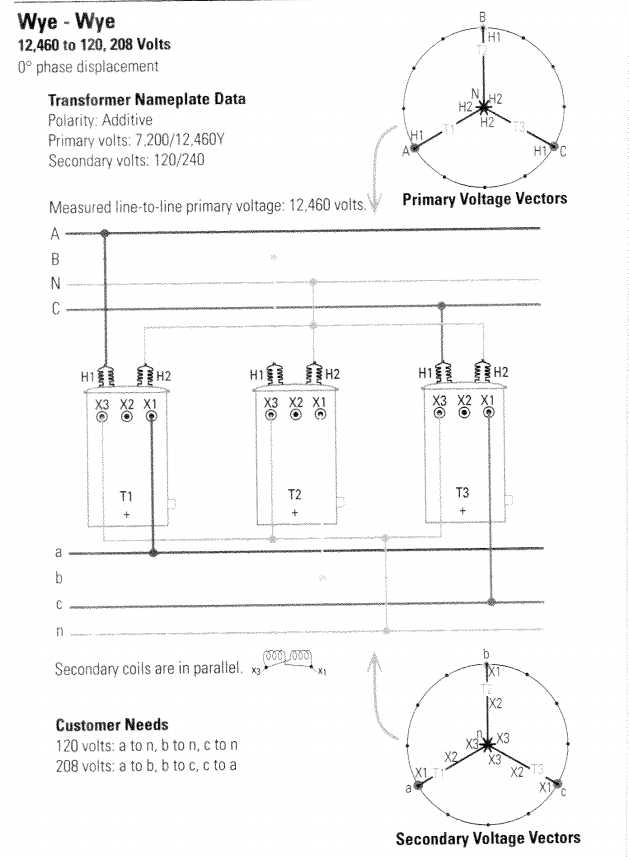 Wye - Wye
12,460 to 120, 208 Volts
0° phase displacement
Transformer Nameplate Data
Polarity: Additive
Primary volts: 7,200/12,460Y
Secondary volts: 120/240
B
H1
T2
N
H2
H2
H2
H1
T1
T3
A
H1
C
Primary Voltage Vectors
Measured line-to-line primary voltage: 12,460 volts.
A
B
N
C
H1 H2
H1 H2
H1 H2
X3 X2 X1
X3 X2 X1
X3 X2 X1
T1
T2
T3
+
+
+
a
b
c
n
Secondary coils are in parallel.
X3
X1
Customer Needs
120 volts: a to n, b to n, c to n
208 volts: a to b, b to c, c to a
b
X1
T2
X2
n
X3
X3
X3
X2
X2
X1
T1
T3
a
X1
c
Secondary Voltage Vectors